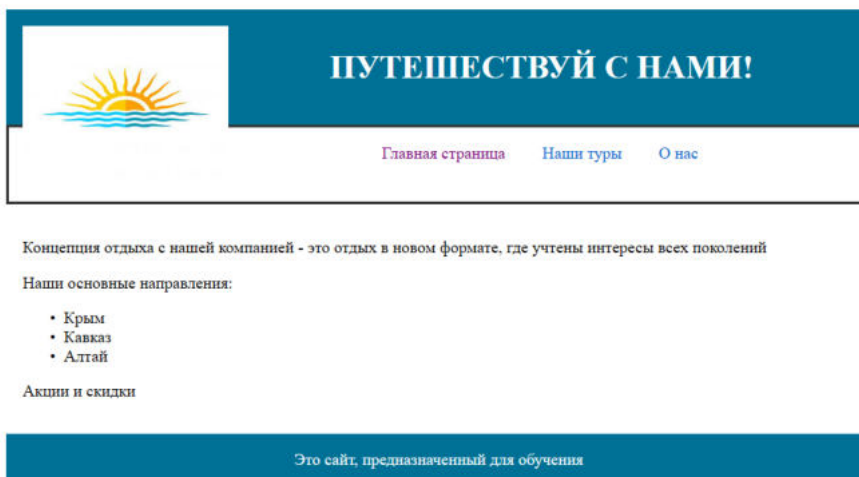 ПУТЕШЕСТВУЙ С НАМИ!
Главная страница Наши туры О нас
Концепция отдыха с нашей компанией - это отдых в новом формате, где учтены интересы всех поколений
Наши основные направления:
• Крым
• Кавказ
• Алтай
Акции и скидки
Это сайт, предназначенный для обучения